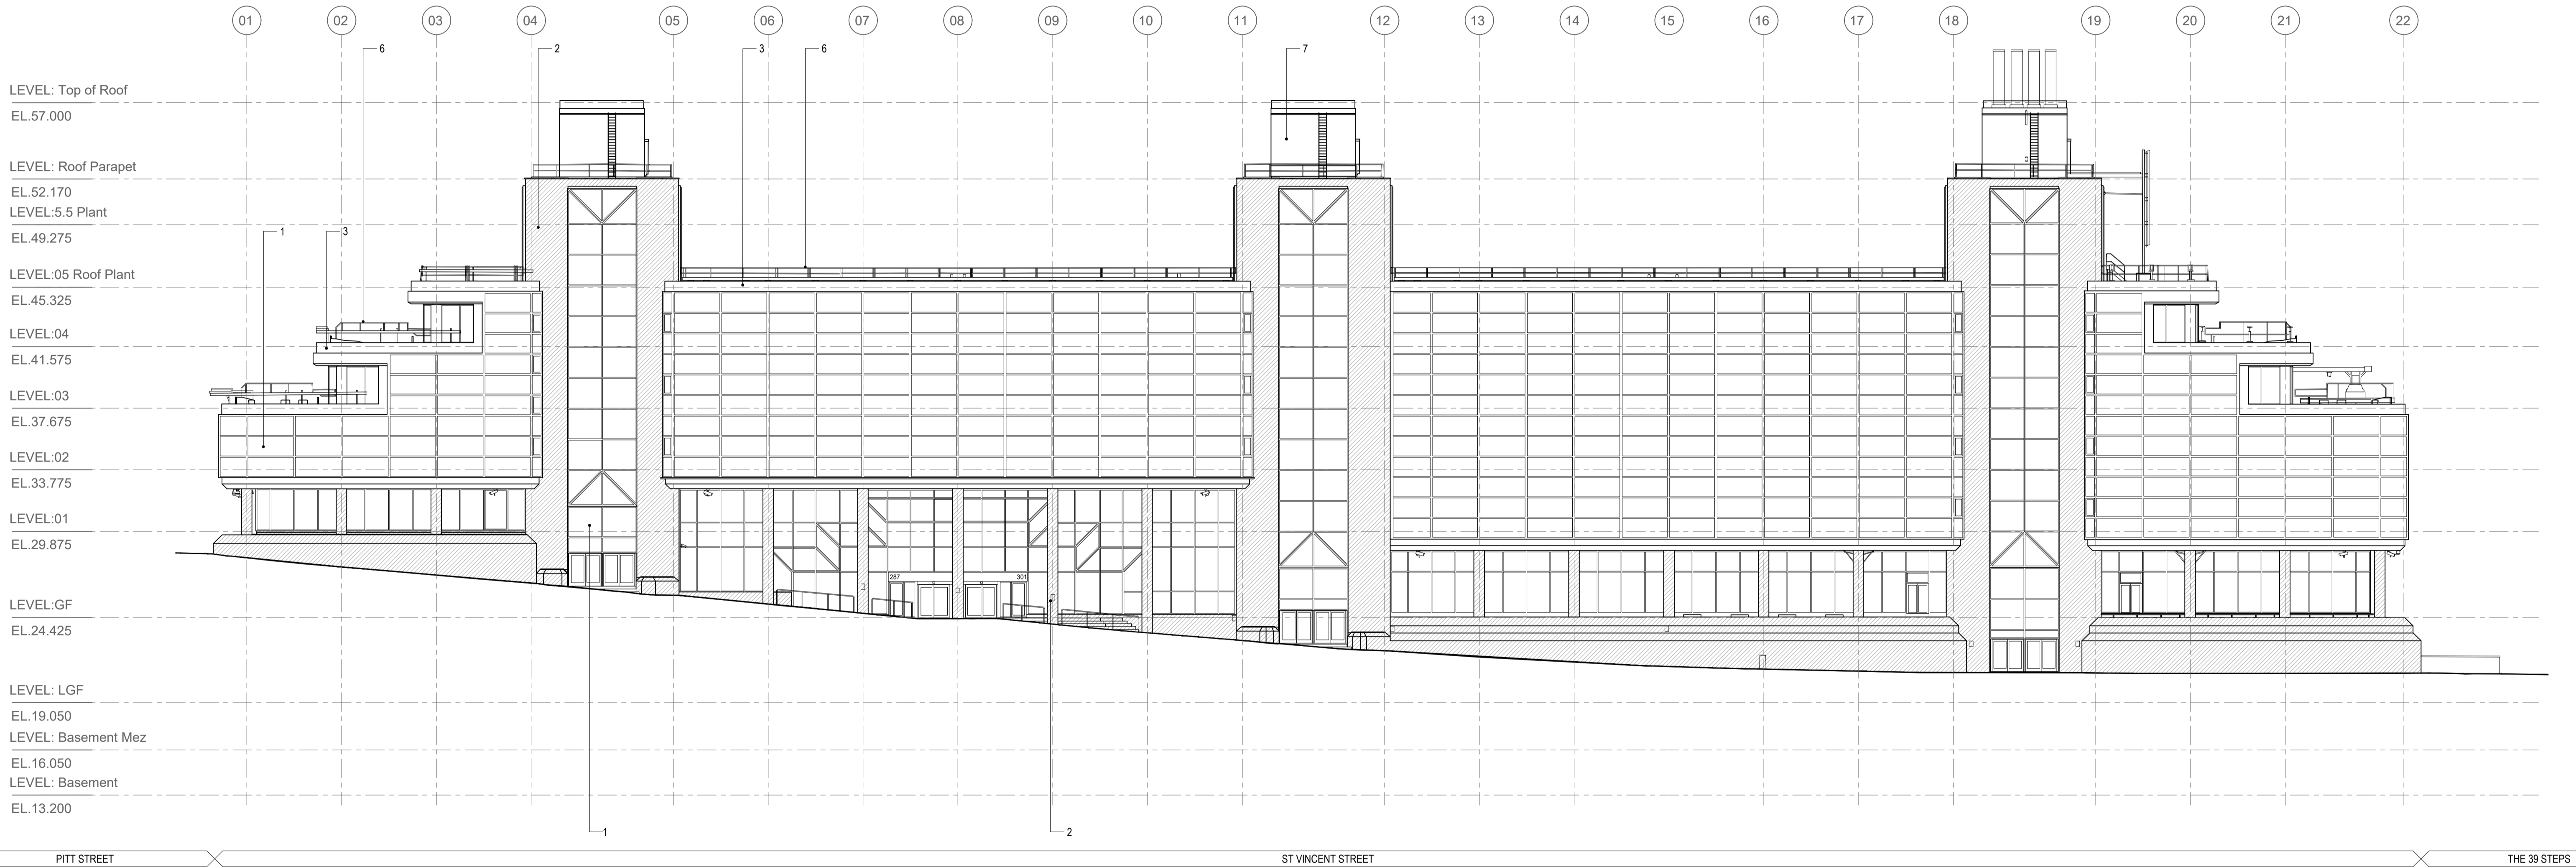 01 02 03 04 05 06 07 08 09 10 11 12 13 14 15 16 17 18 19 20 21 22
6 2 3 6 7
LEVEL: Top of Roof
EL.57.000
LEVEL: Roof Parapet
EL.52.170
LEVEL:5.5 Plant
1 3
EL.49.275
LEVEL:05 Roof Plant
EL.45.325
LEVEL:04
EL.41.575
LEVEL:03
EL.37.675
LEVEL:02
EL.33.775
LEVEL:01
EL.29.875
287 301
LEVEL:GF
EL.24.425
LEVEL: LGF
EL.19.050
LEVEL: Basement Mez
EL.16.050
LEVEL: Basement
EL.13.200
1 2
PITT STREET ST VINCENT STREET THE 39 STEPS